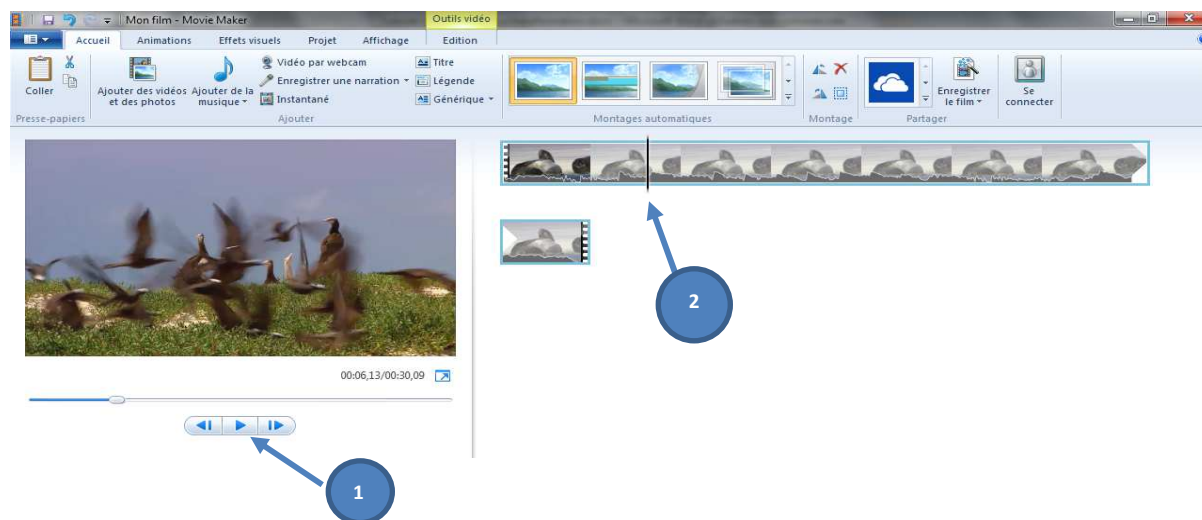 Mon film - Movie Maker
Outils vidéo
Accueil Animations Effets visuels Projet Affichage Edition
Coller
Presse-papiers
Ajouter des vidéos et des photos
Ajouter de la musique
Vidéo par webcam
Enregistrer une narration
Instantané
Titre
Légende
Générique
Ajouter
Montages automatiques
Montage
Enregistrer le film
Partager
Se connecter
00:06,13/00:30,09
2
1